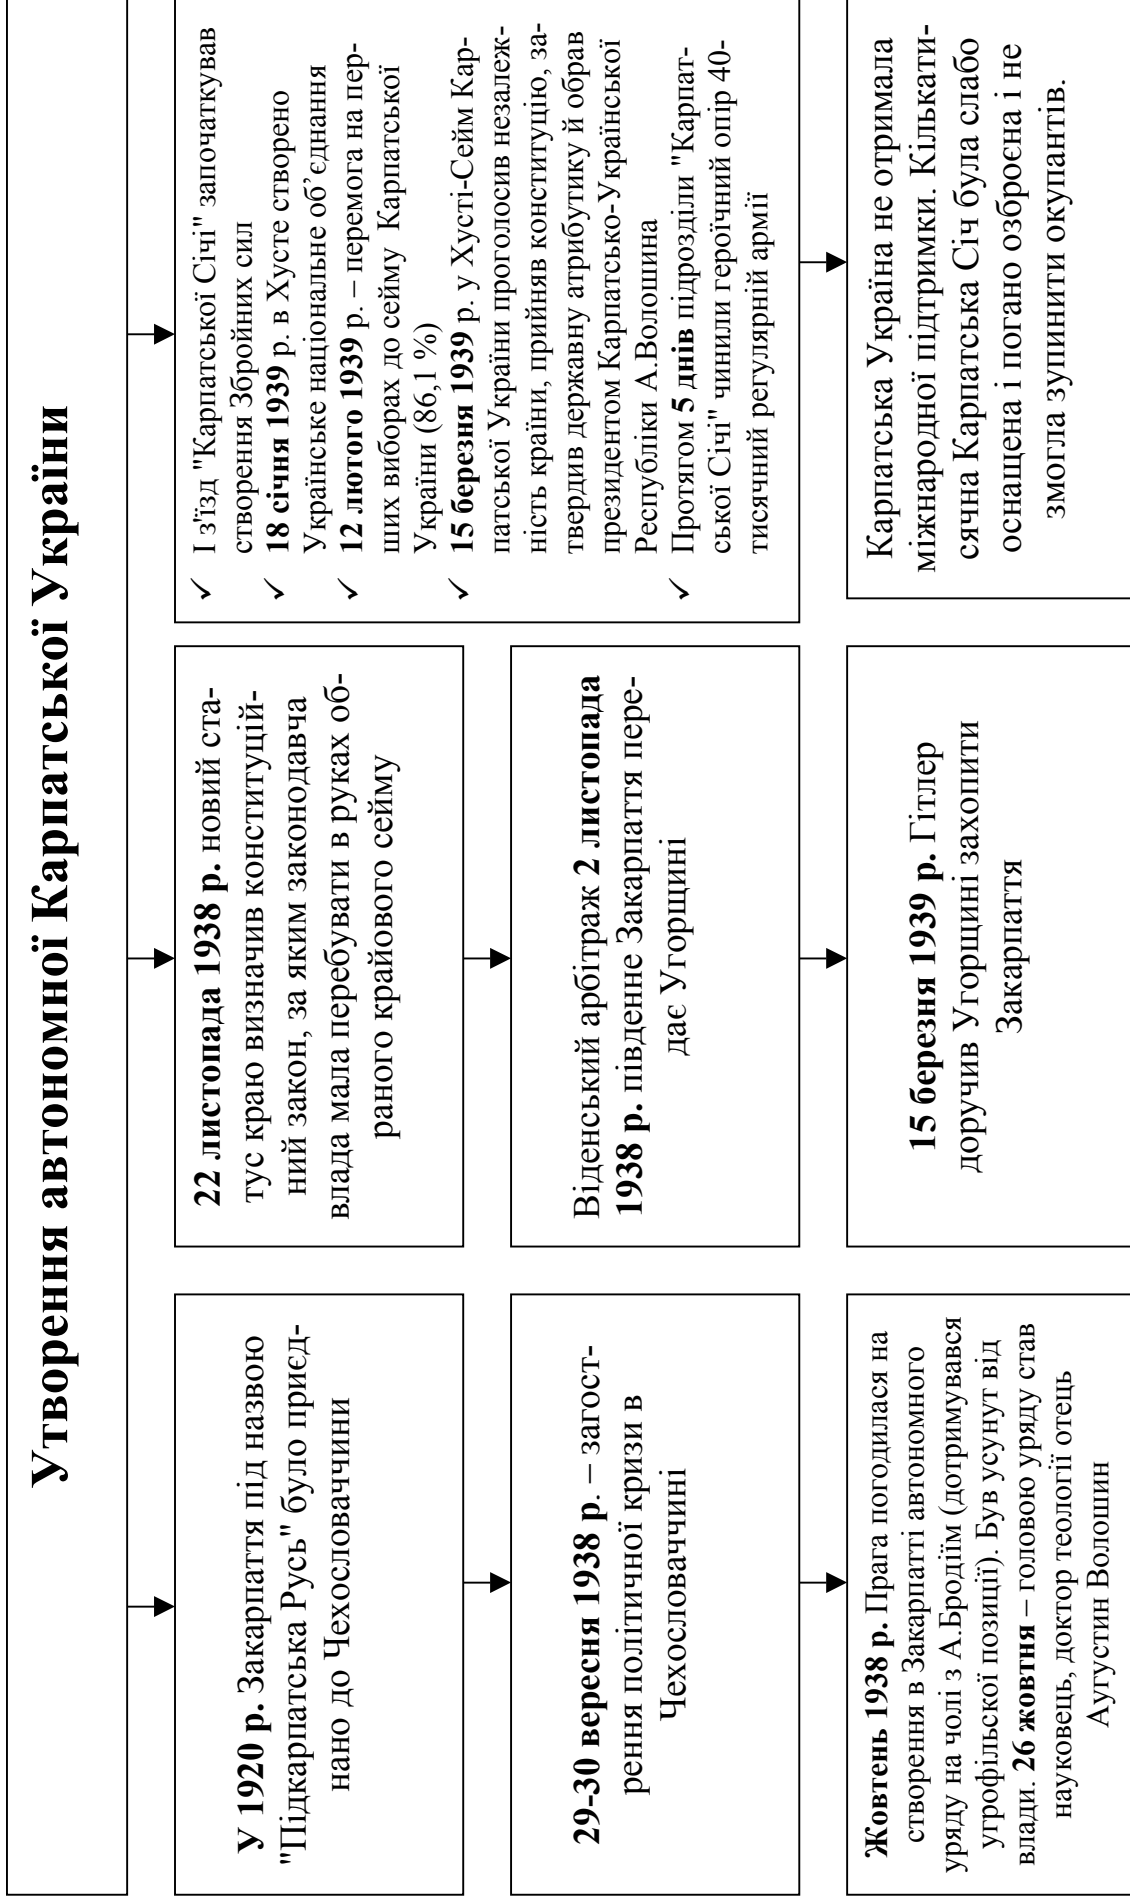 Утворення автономної Карпатської України
У 1920 р. Закарпаття під назвою
"Підкарпатська Русь" було приєд-
нано до Чехословаччини
29-30 вересня 1938 р. – загост-
рення політичної кризи в
Чехословаччині
Жовтень 1938 р. Прага погодилася на
створення в Закарпатті автономного
уряду на чолі з А.Бродіїм (дотримувався
угрофільскої позиції). Був усунут від
влади. 26 жовтня – головою уряду став
науковець, доктор теології отець
Аугустин Волошин
22 листопада 1938 р. новий ста-
тус краю визначив конституцій-
ний закон, за яким законодавча
влада мала перебувати в руках об-
раного крайового сейму
Віденський арбітраж 2 листопада
1938 р. південне Закарпаття пере-
дає Угорщині
15 березня 1939 р. Гітлер
доручив Угорщині захопити
Закарпаття
✓ І з'їзд "Карпатської Січі" започаткував
створення Збройних сил
✓ 18 січня 1939 р. в Хусте створено
Українське національне об’єднання
✓ 12 лютого 1939 р. – перемога на пер-
ших виборах до сейму Карпатської
України (86,1 %)
✓ 15 березня 1939 р. у Хусті-Сейм Кар-
патської України проголосив незалеж-
ність країни, прийняв конституцію, за-
твердив державну атрибутику й обрав
президентом Карпатсько-Української
Республіки А.Волошина
✓ Протягом 5 днів підрозділи "Карпат-
ської Січі" чинили героїчний опір 40-
тисячний регулярній армії
Карпатська Україна не отримала
міжнародної підтримки. Кількати-
сячна Карпатська Січ була слабо
оснащена і погано озброєна і не
змогла зупинити окупантів.